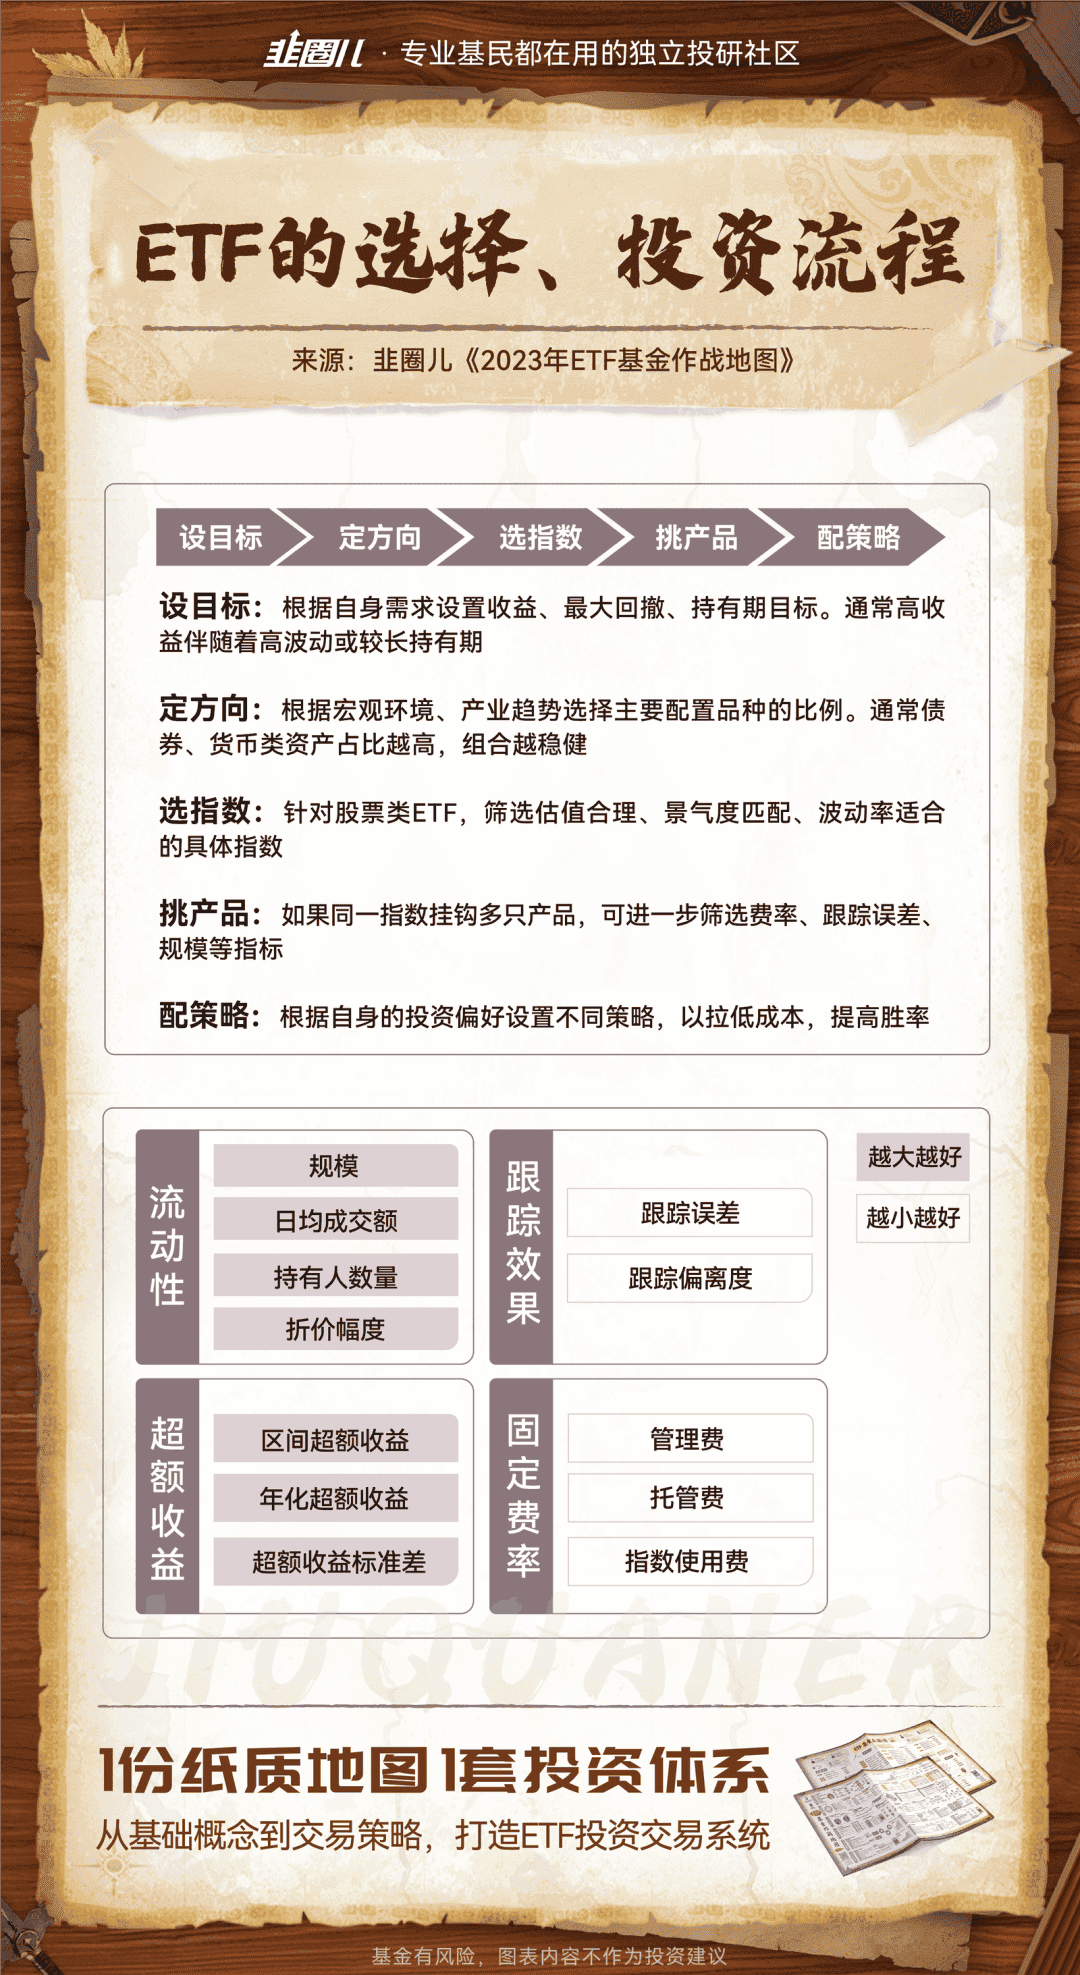 韭圈儿 · 专业基民都在用的独立投研社区
ETF的选择、投资流程
来源：韭圈儿《2023年ETF基金作战地图》
设目标 定方向 选指数 挑产品 配策略
设目标：根据自身需求设置收益、最大回撤、持有期目标。通常高收
益伴随着高波动或较长持有期
定方向：根据宏观环境、产业趋势选择主要配置品种的比例。通常债
券、货币类资产占比越高，组合越稳健
选指数：针对股票类ETF，筛选估值合理、景气度匹配、波动率适合
的具体指数
挑产品：如果同一指数挂钩多只产品，可进一步筛选费率、跟踪误差、
规模等指标
配策略：根据自身的投资偏好设置不同策略，以拉低成本，提高胜率
流动性
规模
日均成交额
持有人数量
折价幅度
跟踪效果
跟踪误差
跟踪偏离度
越大越好
越小越好
超额收益
区间超额收益
年化超额收益
超额收益标准差
固定费率
管理费
托管费
指数使用费
JIUQUANER
1份纸质地图1套投资体系
从基础概念到交易策略，打造ETF投资交易系统
基金有风险，图表内容不作为投资建议